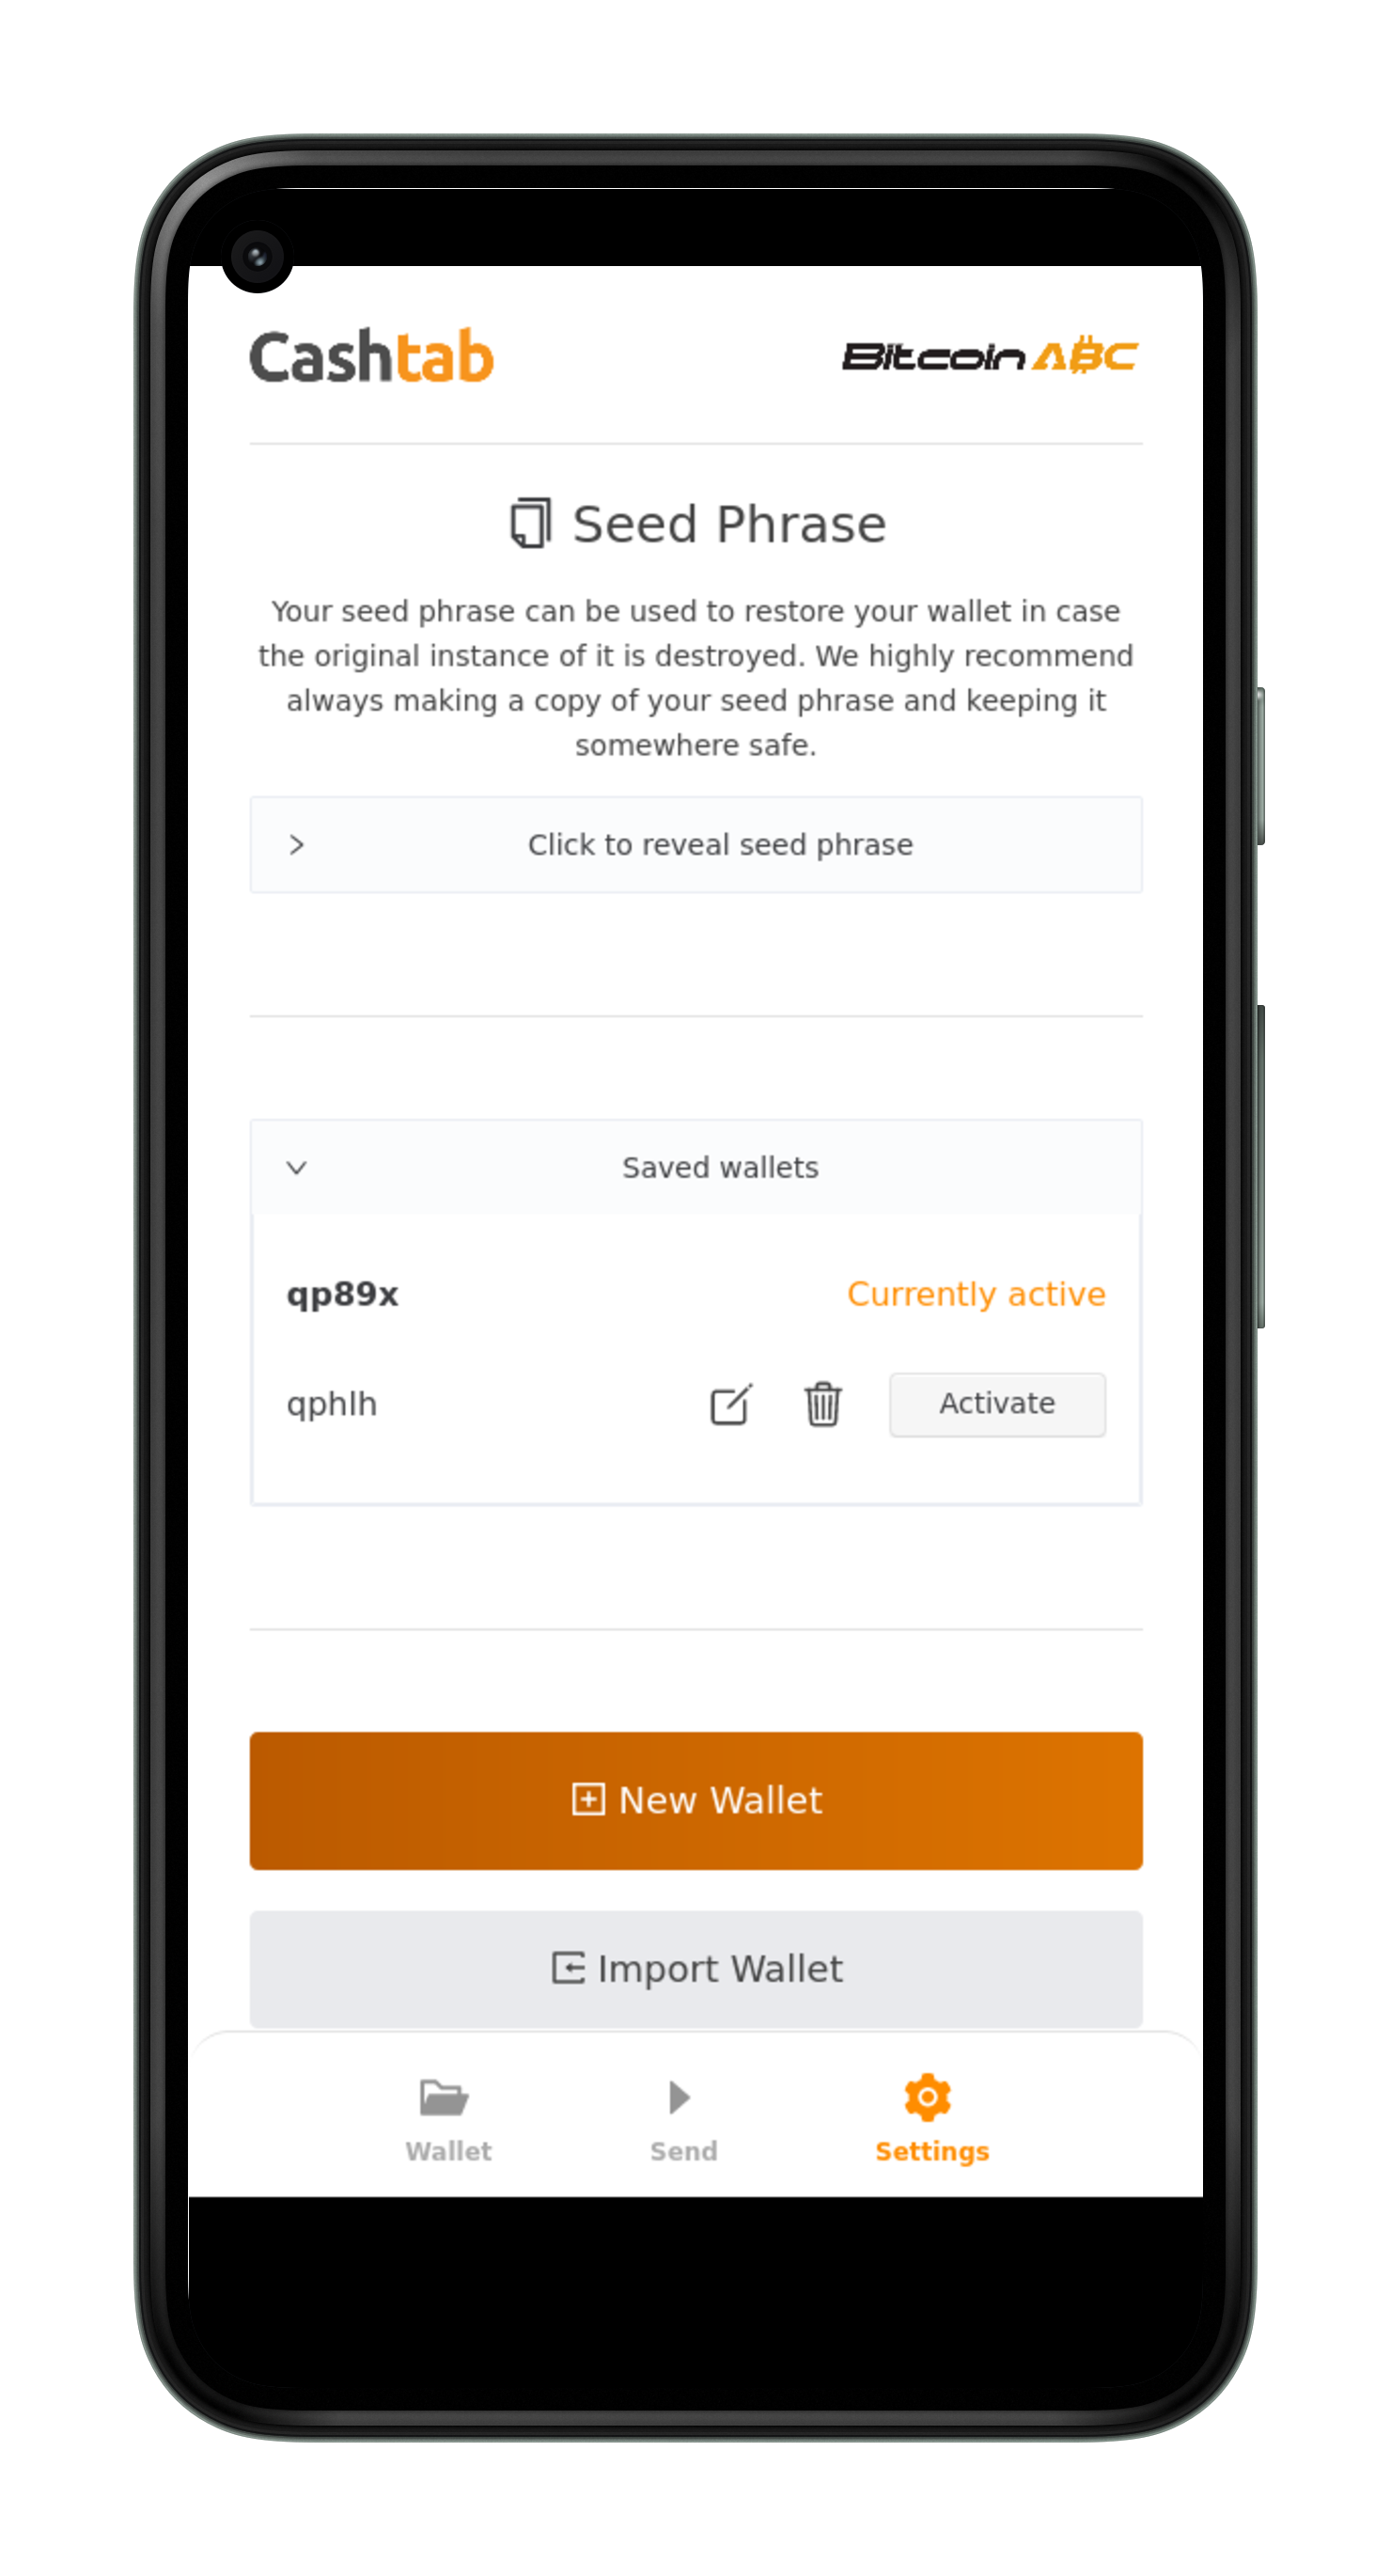 Cashtab
Bitcoin ABC
Seed Phrase
Your seed phrase can be used to restore your wallet in case
the original instance of it is destroyed. We highly recommend
always making a copy of your seed phrase and keeping it
somewhere safe.
Click to reveal seed phrase
Saved wallets
qp89x
Currently active
qphlh
Activate
New Wallet
Import Wallet
Wallet
Send
Settings